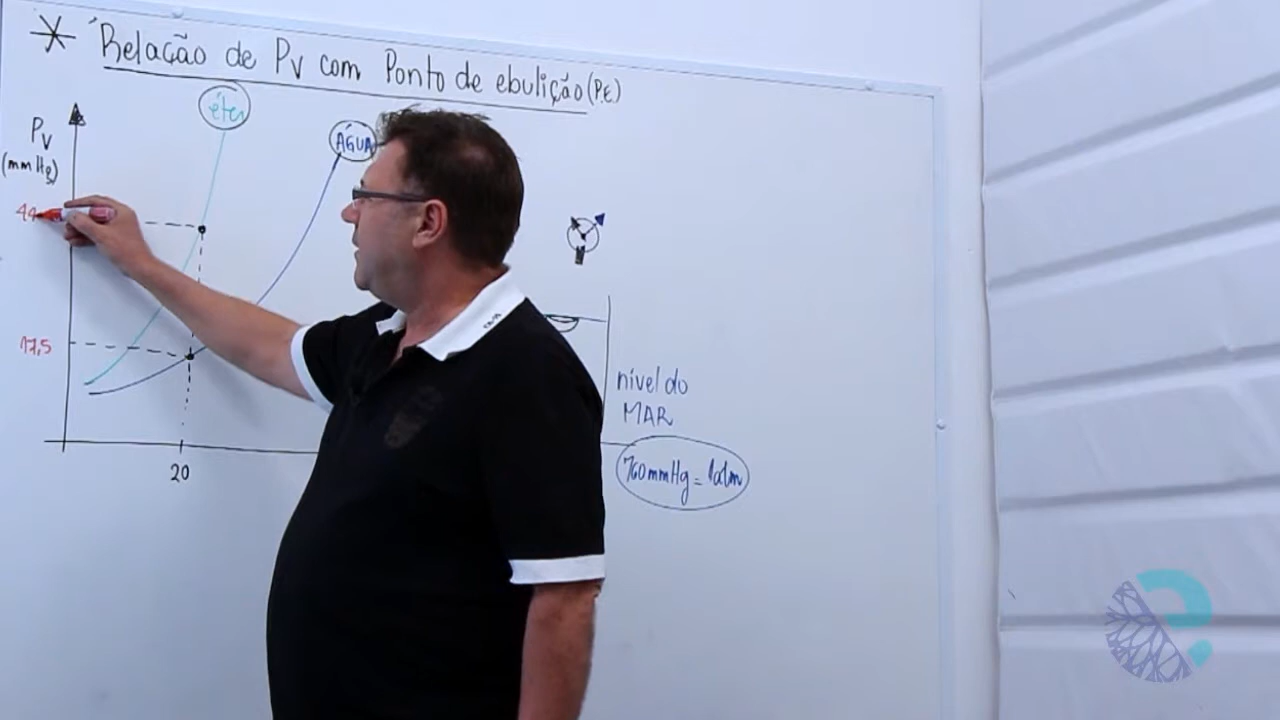 * Relação de Pv com Ponto de ebulição (P.E)
éter
ÁGUA
Pv
(mmHg)
44
17,5
20
nível do
MAR
760mmHg = 1atm